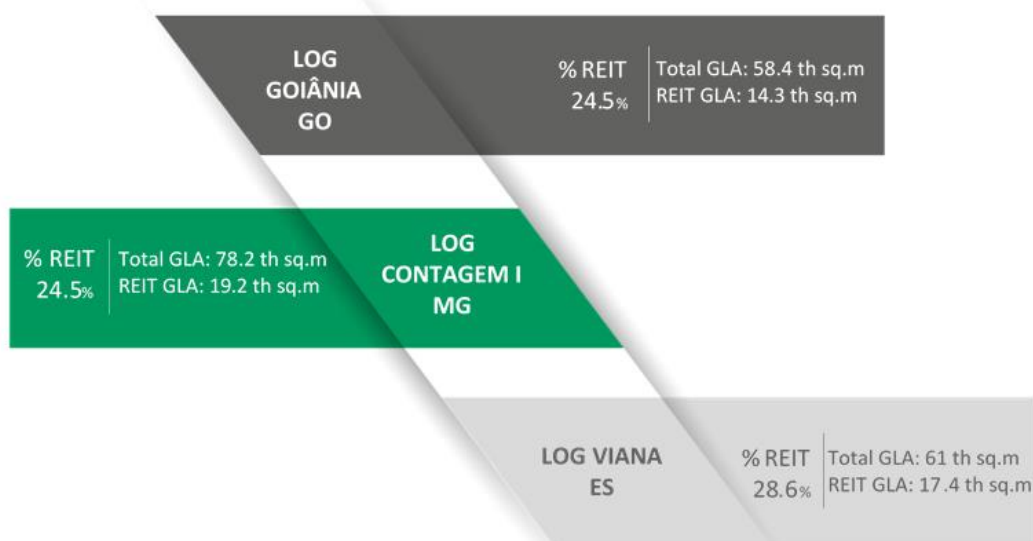 LOG
GOIÂNIA
GO
% REIT
24.5%
Total GLA: 58.4 th sq.m
REIT GLA: 14.3 th sq.m
% REIT
24.5%
Total GLA: 78.2 th sq.m
REIT GLA: 19.2 th sq.m
LOG
CONTAGEM I
MG
LOG VIANA
ES
% REIT
28.6%
Total GLA: 61 th sq.m
REIT GLA: 17.4 th sq.m